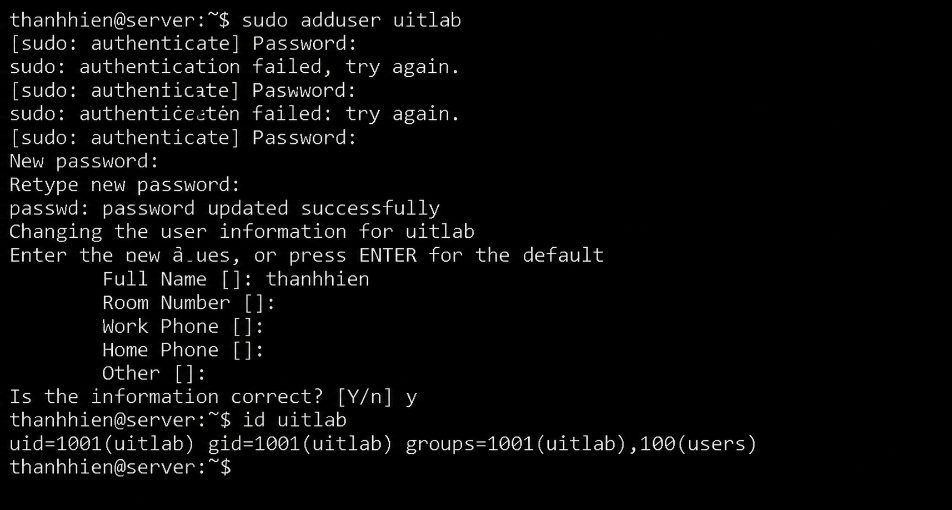 thanhhien@server:~$ sudo adduser uitlab
[sudo: authenticate] Password:
sudo: authentication failed, try again.
[sudo: authenticate] Paswword:
sudo: failed: try again.
[sudo: authenticate] Password:
New password:
Retype new password:
passwd: password updated successfully
Changing the user information for uitlab
Enter the new or press ENTER for the default
Full Name []: thanhhien
Room Number []:
Work Phone []:
Home Phone []:
Other []:
Is the information correct? [Y/n] y
thanhhien@server:~$ id uitlab
uid=1001(uitlab) gid=1001(uitlab) groups=1001(uitlab),100(users)
thanhhien@server:~$